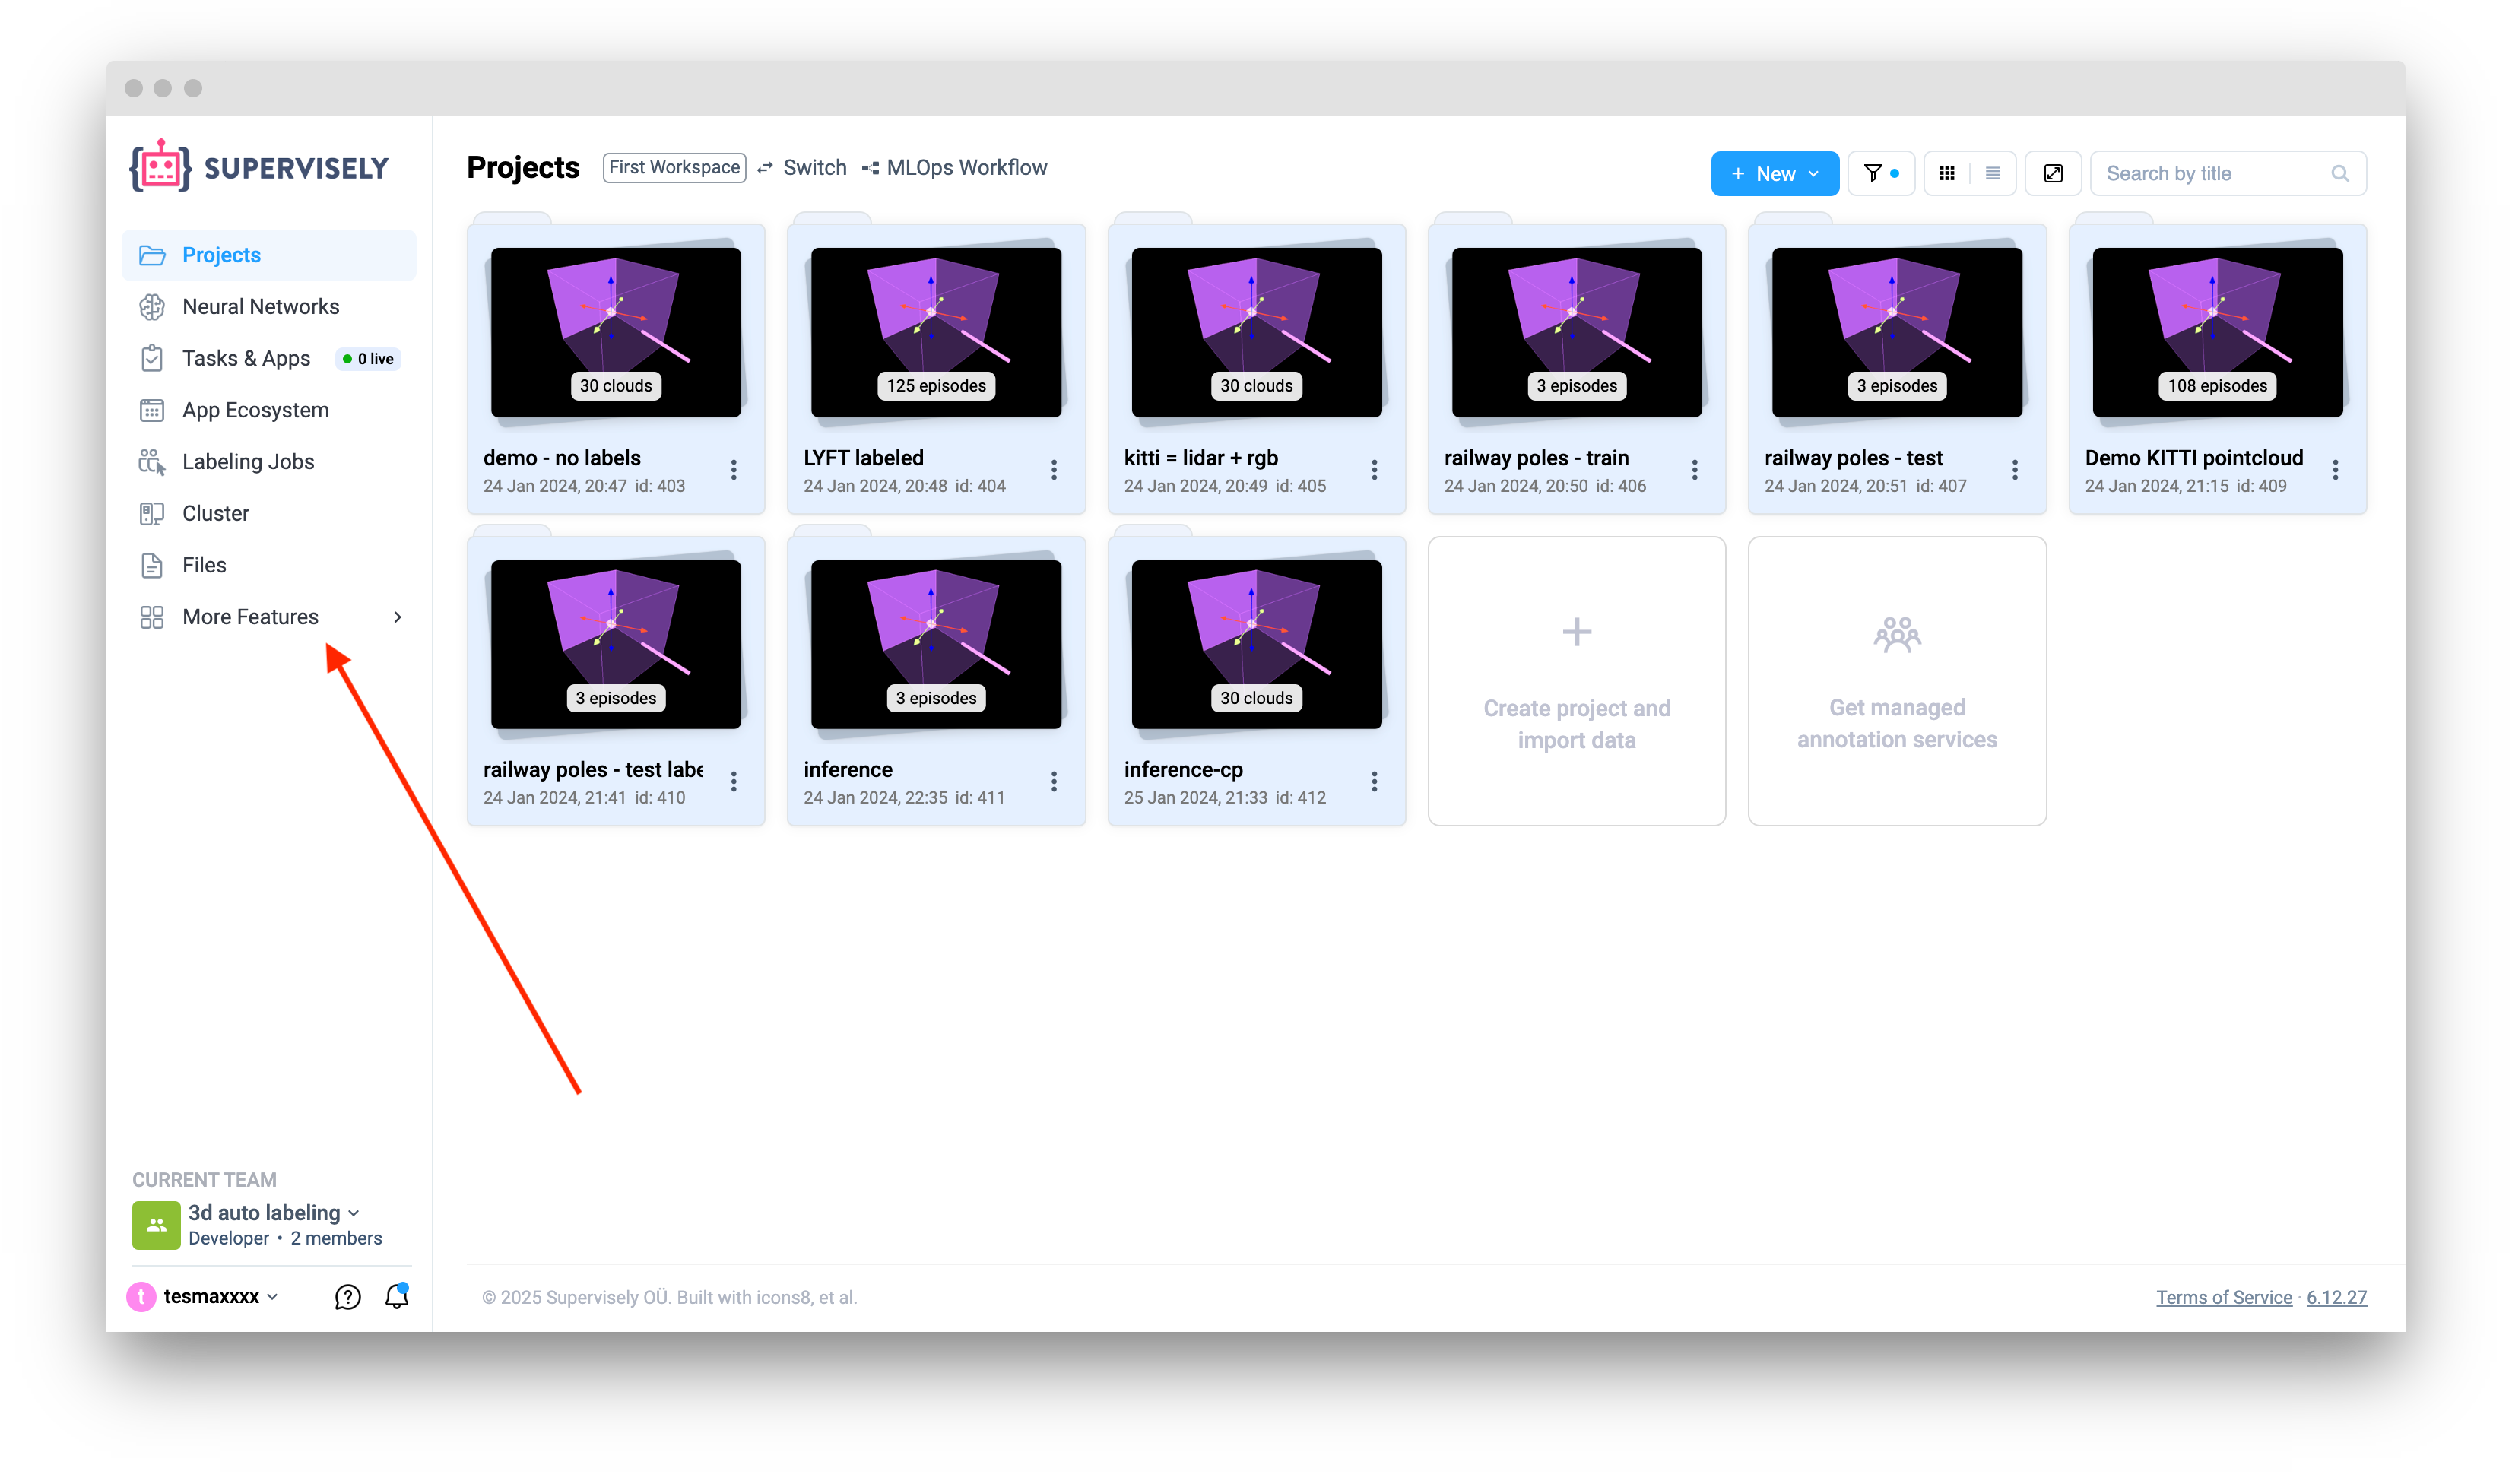 SUPERVISELY
Projects
Neural Networks
Tasks & Apps 0 live
App Ecosystem
Labeling Jobs
Cluster
Files
More Features
CURRENT TEAM
3d auto labeling
Developer • 2 members
t tesmaxxxx ?
Projects First Workspace Switch MLOps Workflow
+ New
Search by title
30 clouds
demo - no labels
24 Jan 2024, 20:47 id: 403
125 episodes
LYFT labeled
24 Jan 2024, 20:48 id: 404
30 clouds
kitti = lidar + rgb
24 Jan 2024, 20:49 id: 405
3 episodes
railway poles - train
24 Jan 2024, 20:50 id: 406
3 episodes
railway poles - test
24 Jan 2024, 20:51 id: 407
108 episodes
Demo KITTI pointcloud
24 Jan 2024, 21:15 id: 409
3 episodes
railway poles - test labe
24 Jan 2024, 21:41 id: 410
3 episodes
inference
24 Jan 2024, 22:35 id: 411
30 clouds
inference-cp
25 Jan 2024, 21:33 id: 412
Create project and
import data
Get managed
annotation services
© 2025 Supervisely OÜ. Built with icons8, et al.
Terms of Service · 6.12.27